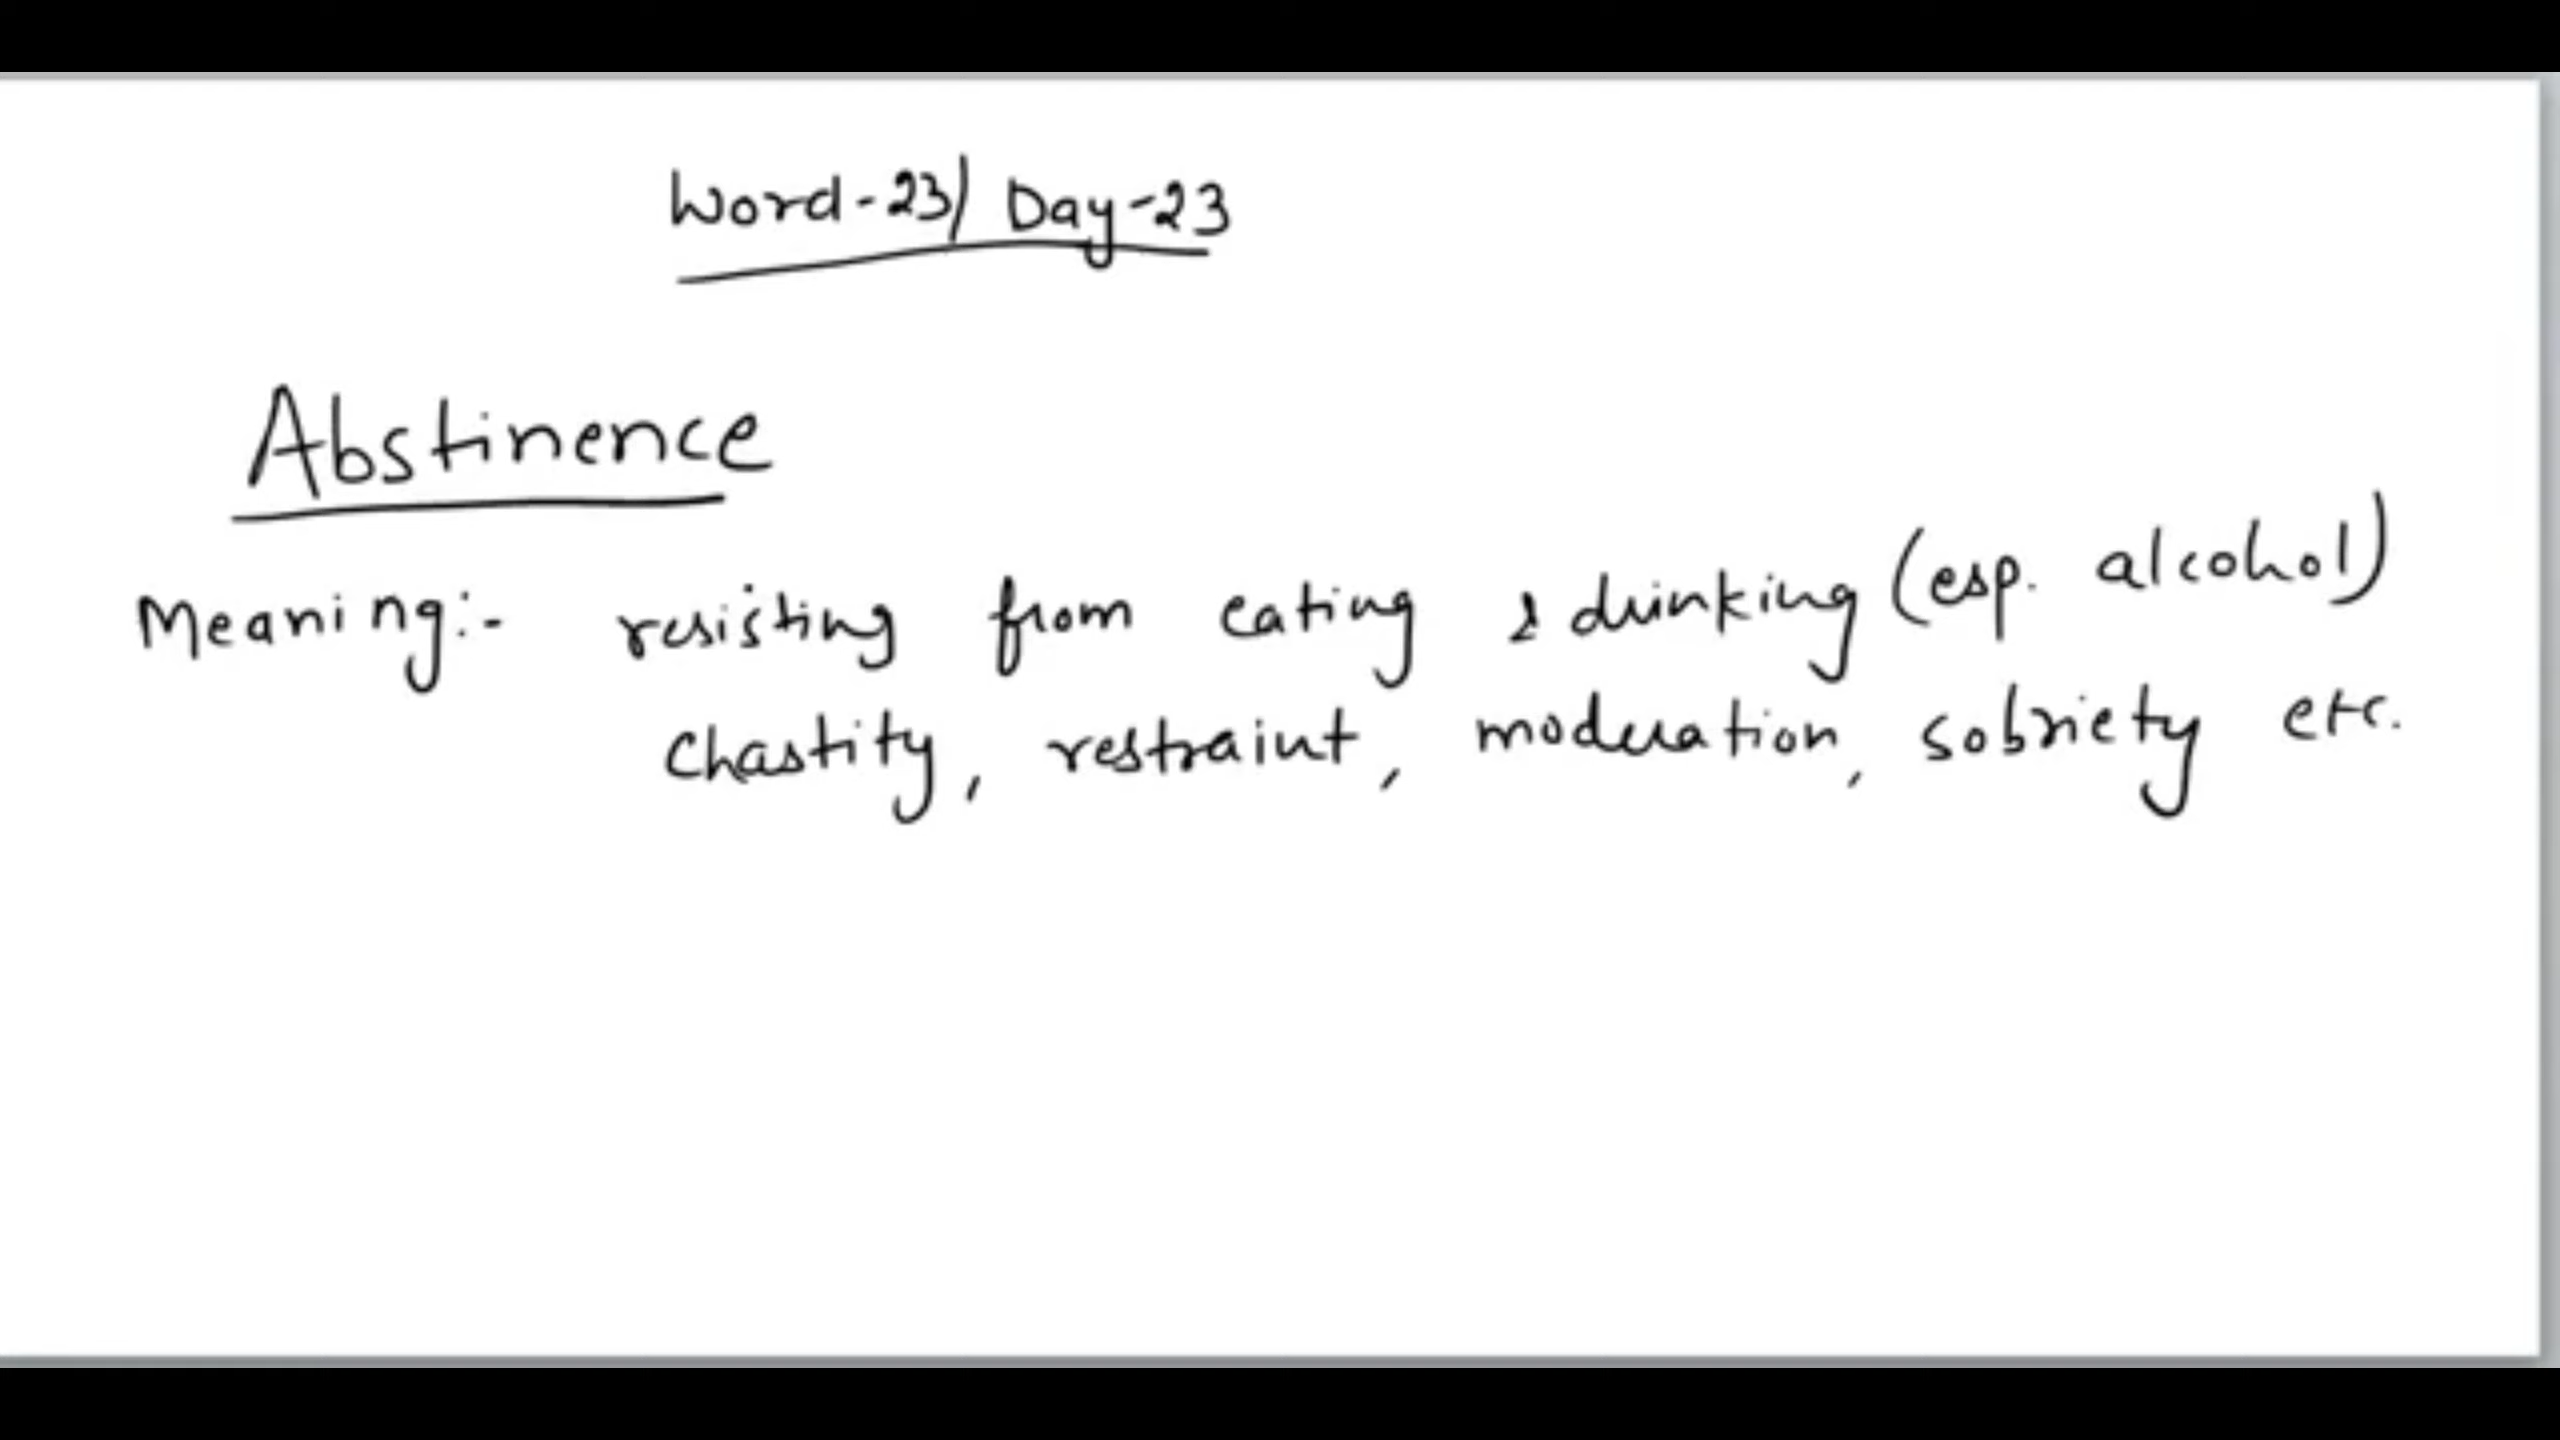 Word-23/ Day-23
Abstinence
Meaning:- resisting from eating & drinking (esp. alcohol)
Chastity, restraint, moderation, sobriety etc.